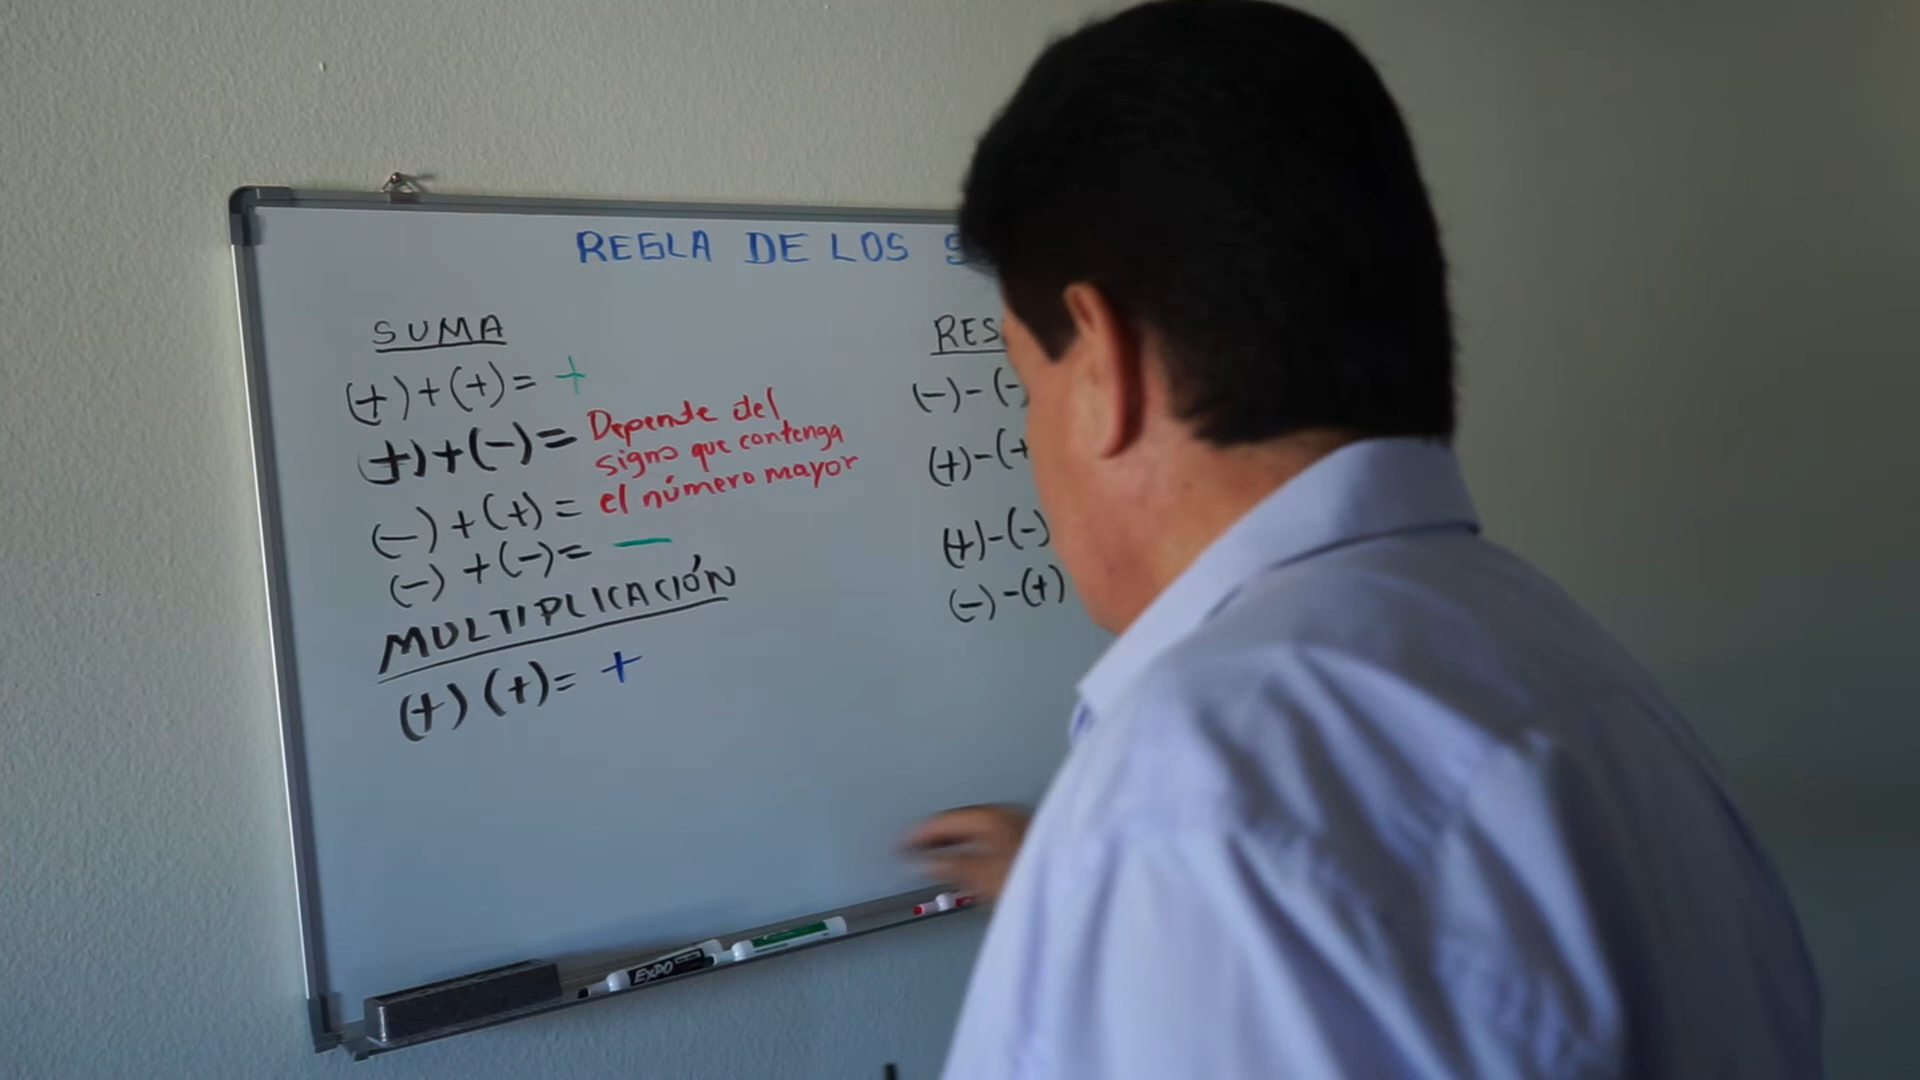 REGLA DE LOS
SUMA
(+)+(+)= +
(+)+(-)= Depende del
signo que contenga
(-)+(+)= el número mayor
(-)+(-)= -
MULTIPLICACIÓN
(+)(+)= +
RES
(-)-(-
(+)-(+
(+)-(-)
(-)-(+)
EXPO